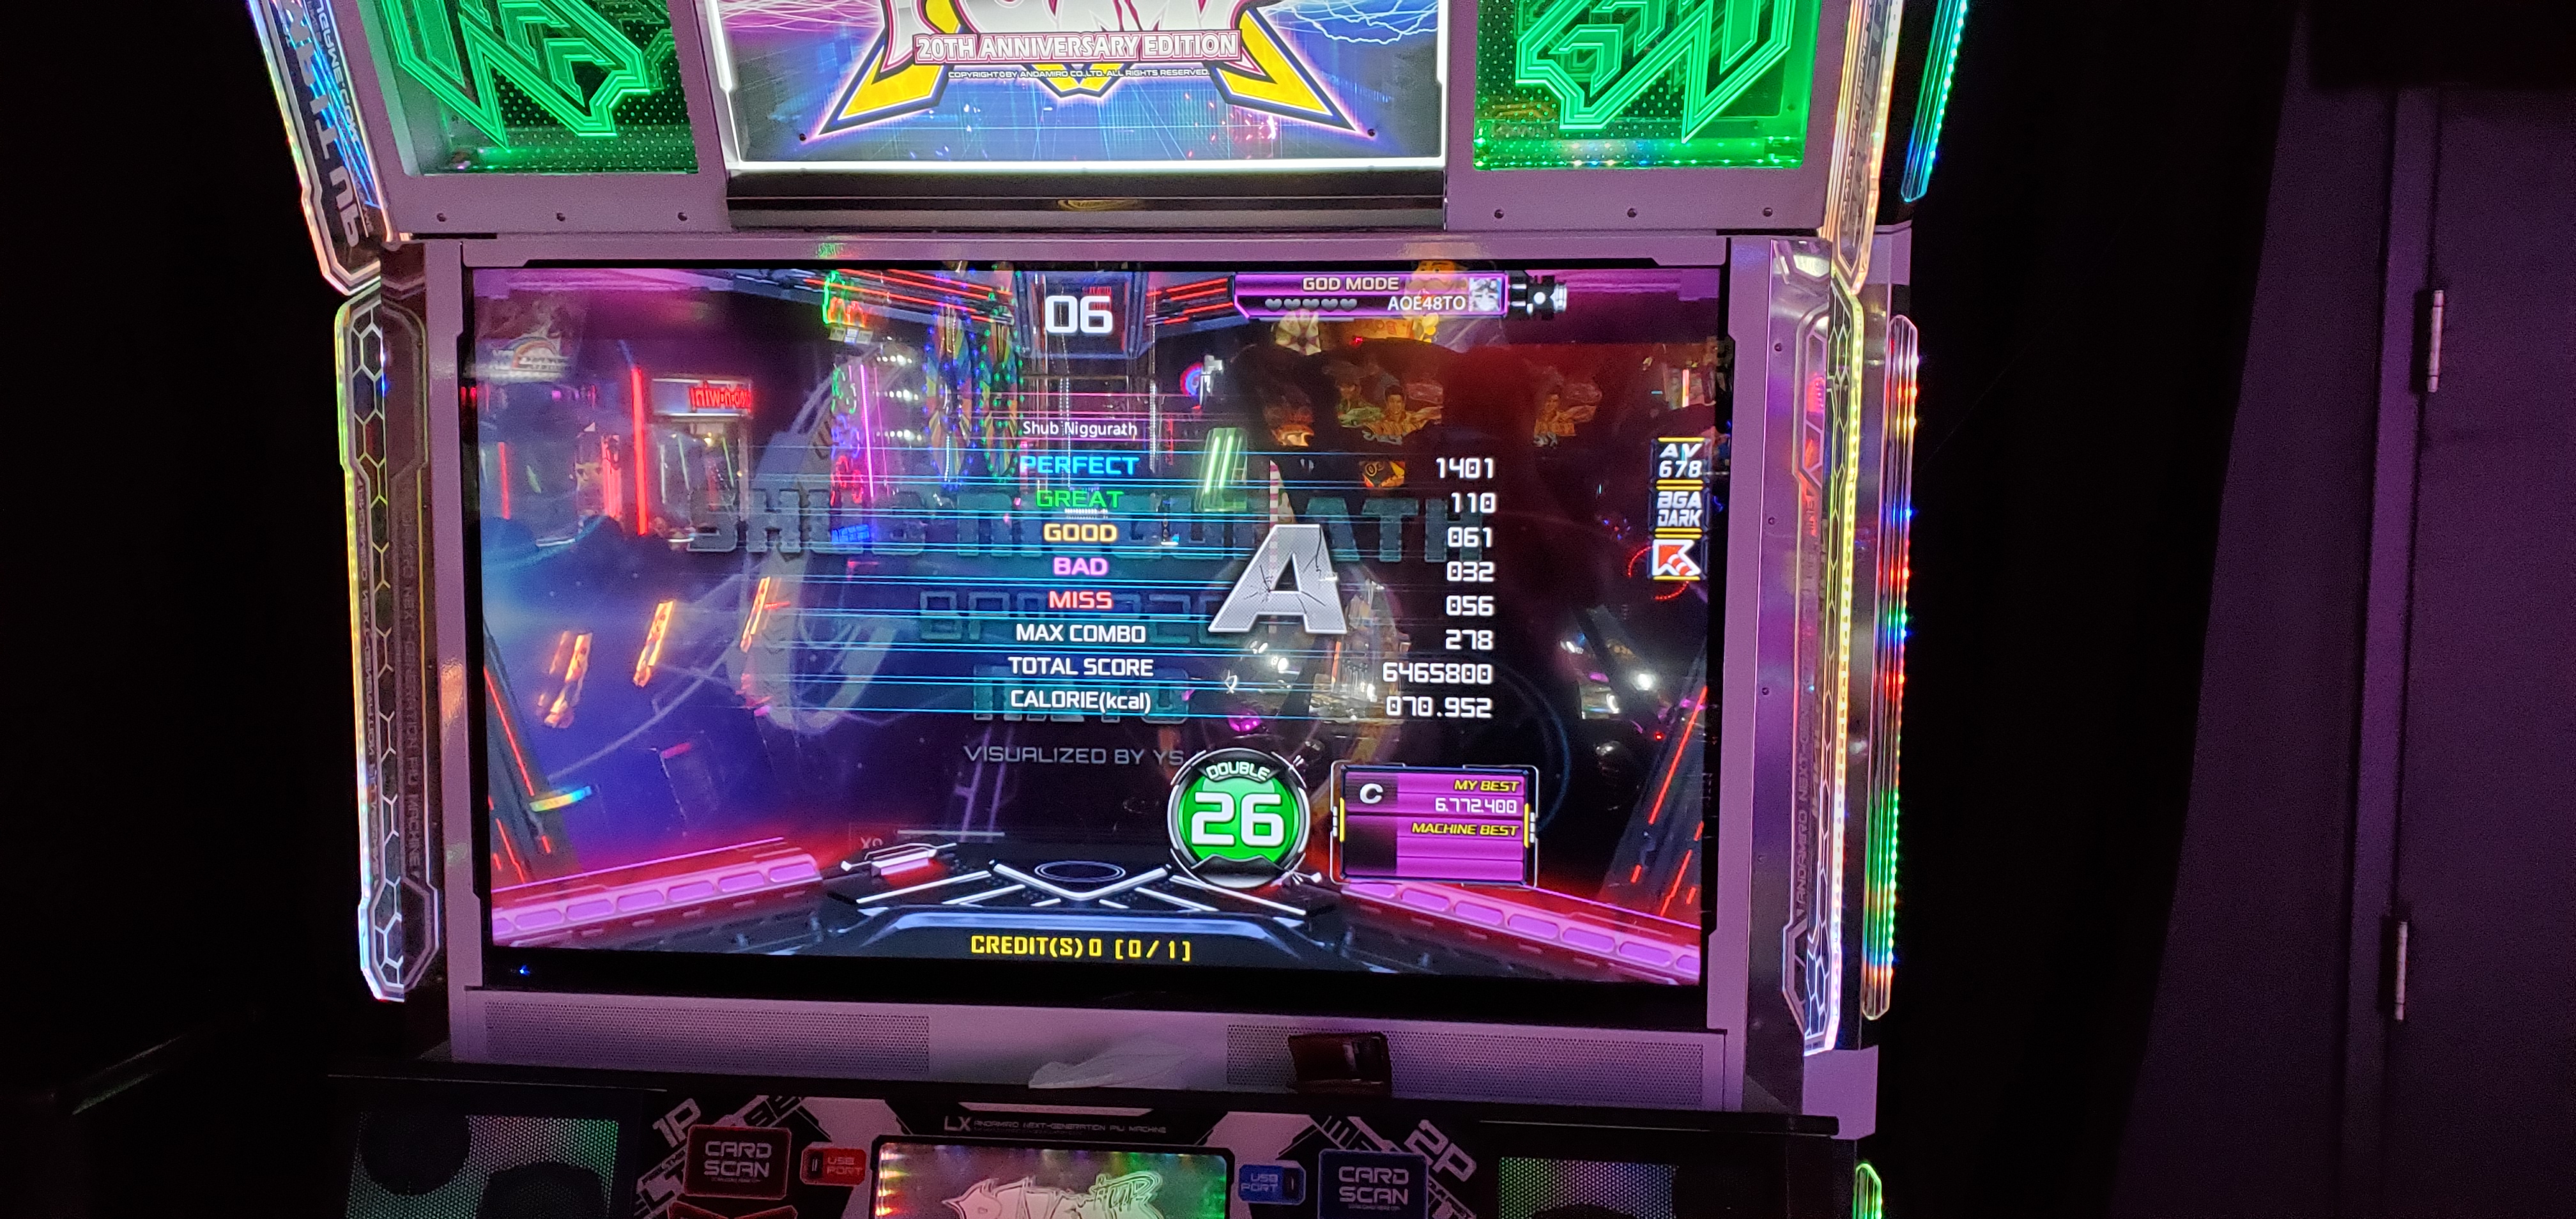 20TH ANNIVERSARY EDITION
COPYRIGHT©BY ANDAMIRO CO.,LTD. ALL RIGHTS RESERVED.
06
GOD MODE
AOE48TO
Shub Niggurath
PERFECT 1401
GREAT 110
GOOD 061
BAD 032
MISS 056
MAX COMBO 278
TOTAL SCORE 6465800
CALORIE(kcal) 070.952
A
AV
678
BGA
DARK
VISUALIZED BY YS
DOUBLE
26
C
MY BEST
6.772.400
MACHINE BEST
CREDIT(S) 0 [0/1]
LX ANDAMIRO NEXT-GENERATION PIU MACHINE
1P
CARD
SCAN
USB
PORT
USB
PORT
CARD
SCAN
2P